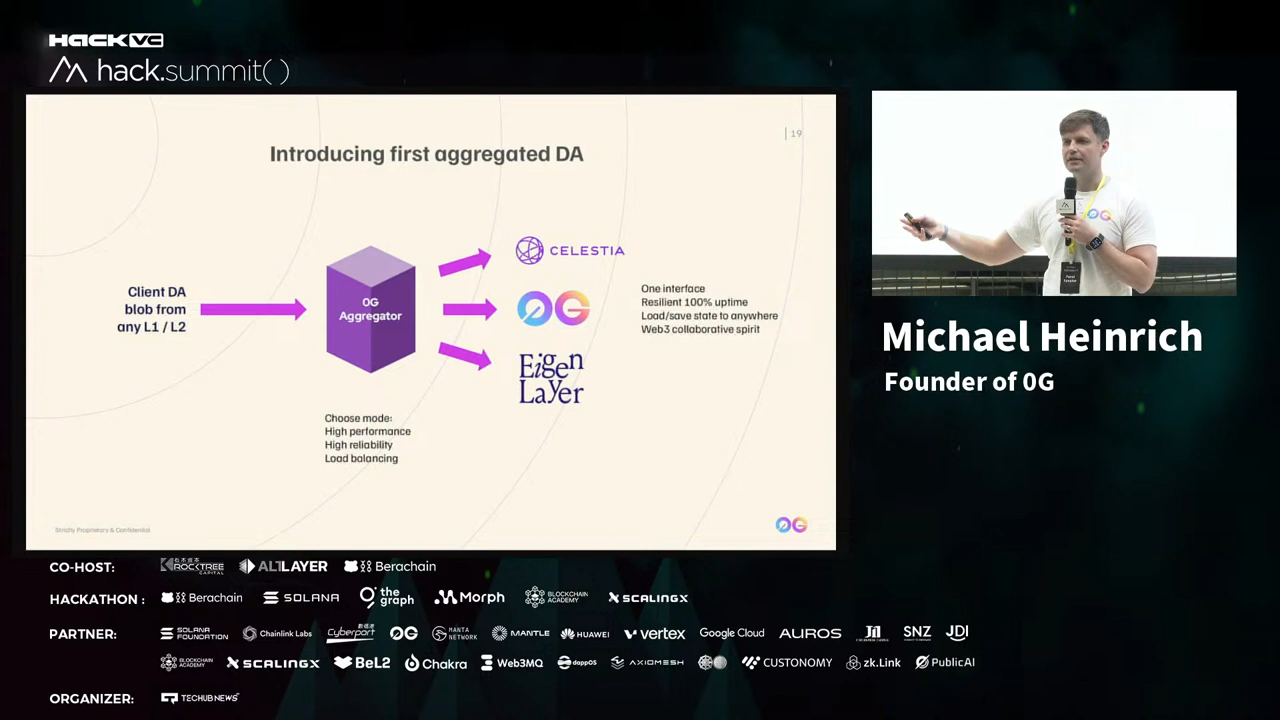 HACK VC
hack.summit()
| 19
Introducing first aggregated DA
Client DA
blob from
any L1 / L2
0G
Aggregator
CELESTIA
0G
Eigen
Layer
One interface
Resilient 100% uptime
Load/save state to anywhere
Web3 collaborative spirit
Choose mode:
High performance
High reliability
Load balancing
Strictly Proprietary & Confidential
0G
0G
Michael Heinrich
Founder of 0G
CO-HOST: ROCKTREE CAPITAL ALTLAYER Berachain
HACKATHON : Berachain SOLANA the graph Morph BLOCKCHAIN ACADEMY SCALINGX
PARTNER: SOLANA FOUNDATION Chainlink Labs Cyberport 0G MANTA NETWORK MANTLE HUAWEI vertex Google Cloud AUROS SNZ JDI
BLOCKCHAIN ACADEMY SCALINGX BeL2 Chakra Web3MQ dappOS AXIOMESH CUSTONOMY zk.Link PublicAI
ORGANIZER: TECHUB NEWS